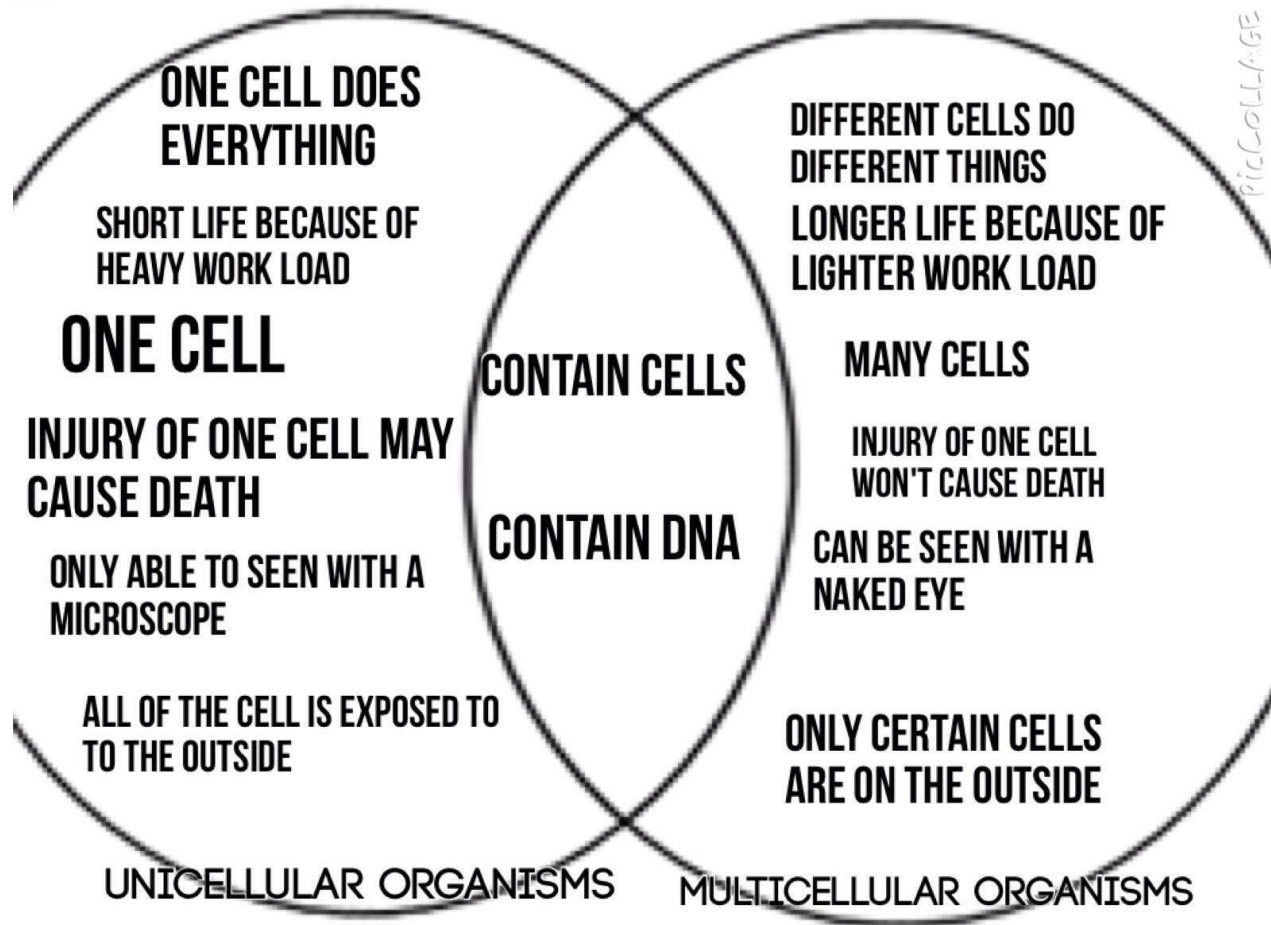 ONE CELL DOES
EVERYTHING
SHORT LIFE BECAUSE OF
HEAVY WORK LOAD
ONE CELL
INJURY OF ONE CELL MAY
CAUSE DEATH
ONLY ABLE TO SEEN WITH A
MICROSCOPE
ALL OF THE CELL IS EXPOSED TO
TO THE OUTSIDE
UNICELLULAR ORGANISMS
CONTAIN CELLS
CONTAIN DNA
DIFFERENT CELLS DO
DIFFERENT THINGS
LONGER LIFE BECAUSE OF
LIGHTER WORK LOAD
MANY CELLS
INJURY OF ONE CELL
WON'T CAUSE DEATH
CAN BE SEEN WITH A
NAKED EYE
ONLY CERTAIN CELLS
ARE ON THE OUTSIDE
MULTICELLULAR ORGANISMS
PicCOLLAGE